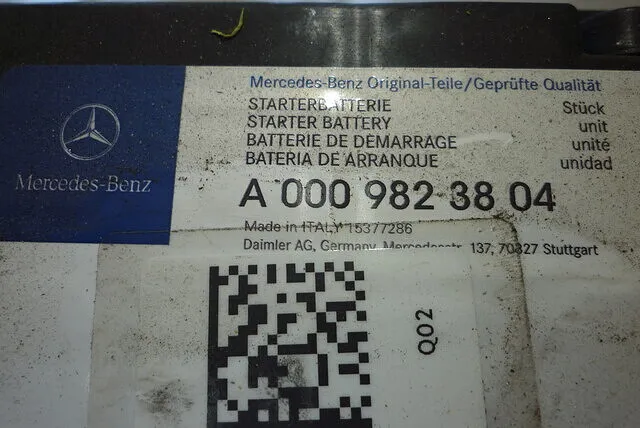 Mercedes-Benz Original-Teile/Geprüfte Qualität
STARTERBATTERIE Stück
STARTER BATTERY unit
BATTERIE DE DÉMARRAGE unité
BATERIA DE ARRANQUE unidad
Mercedes-Benz
A 000 982 38 04
Made in ITALY 15377286
Daimler AG, Germany, Mercedesstr. 137, 70327 Stuttgart
Q02